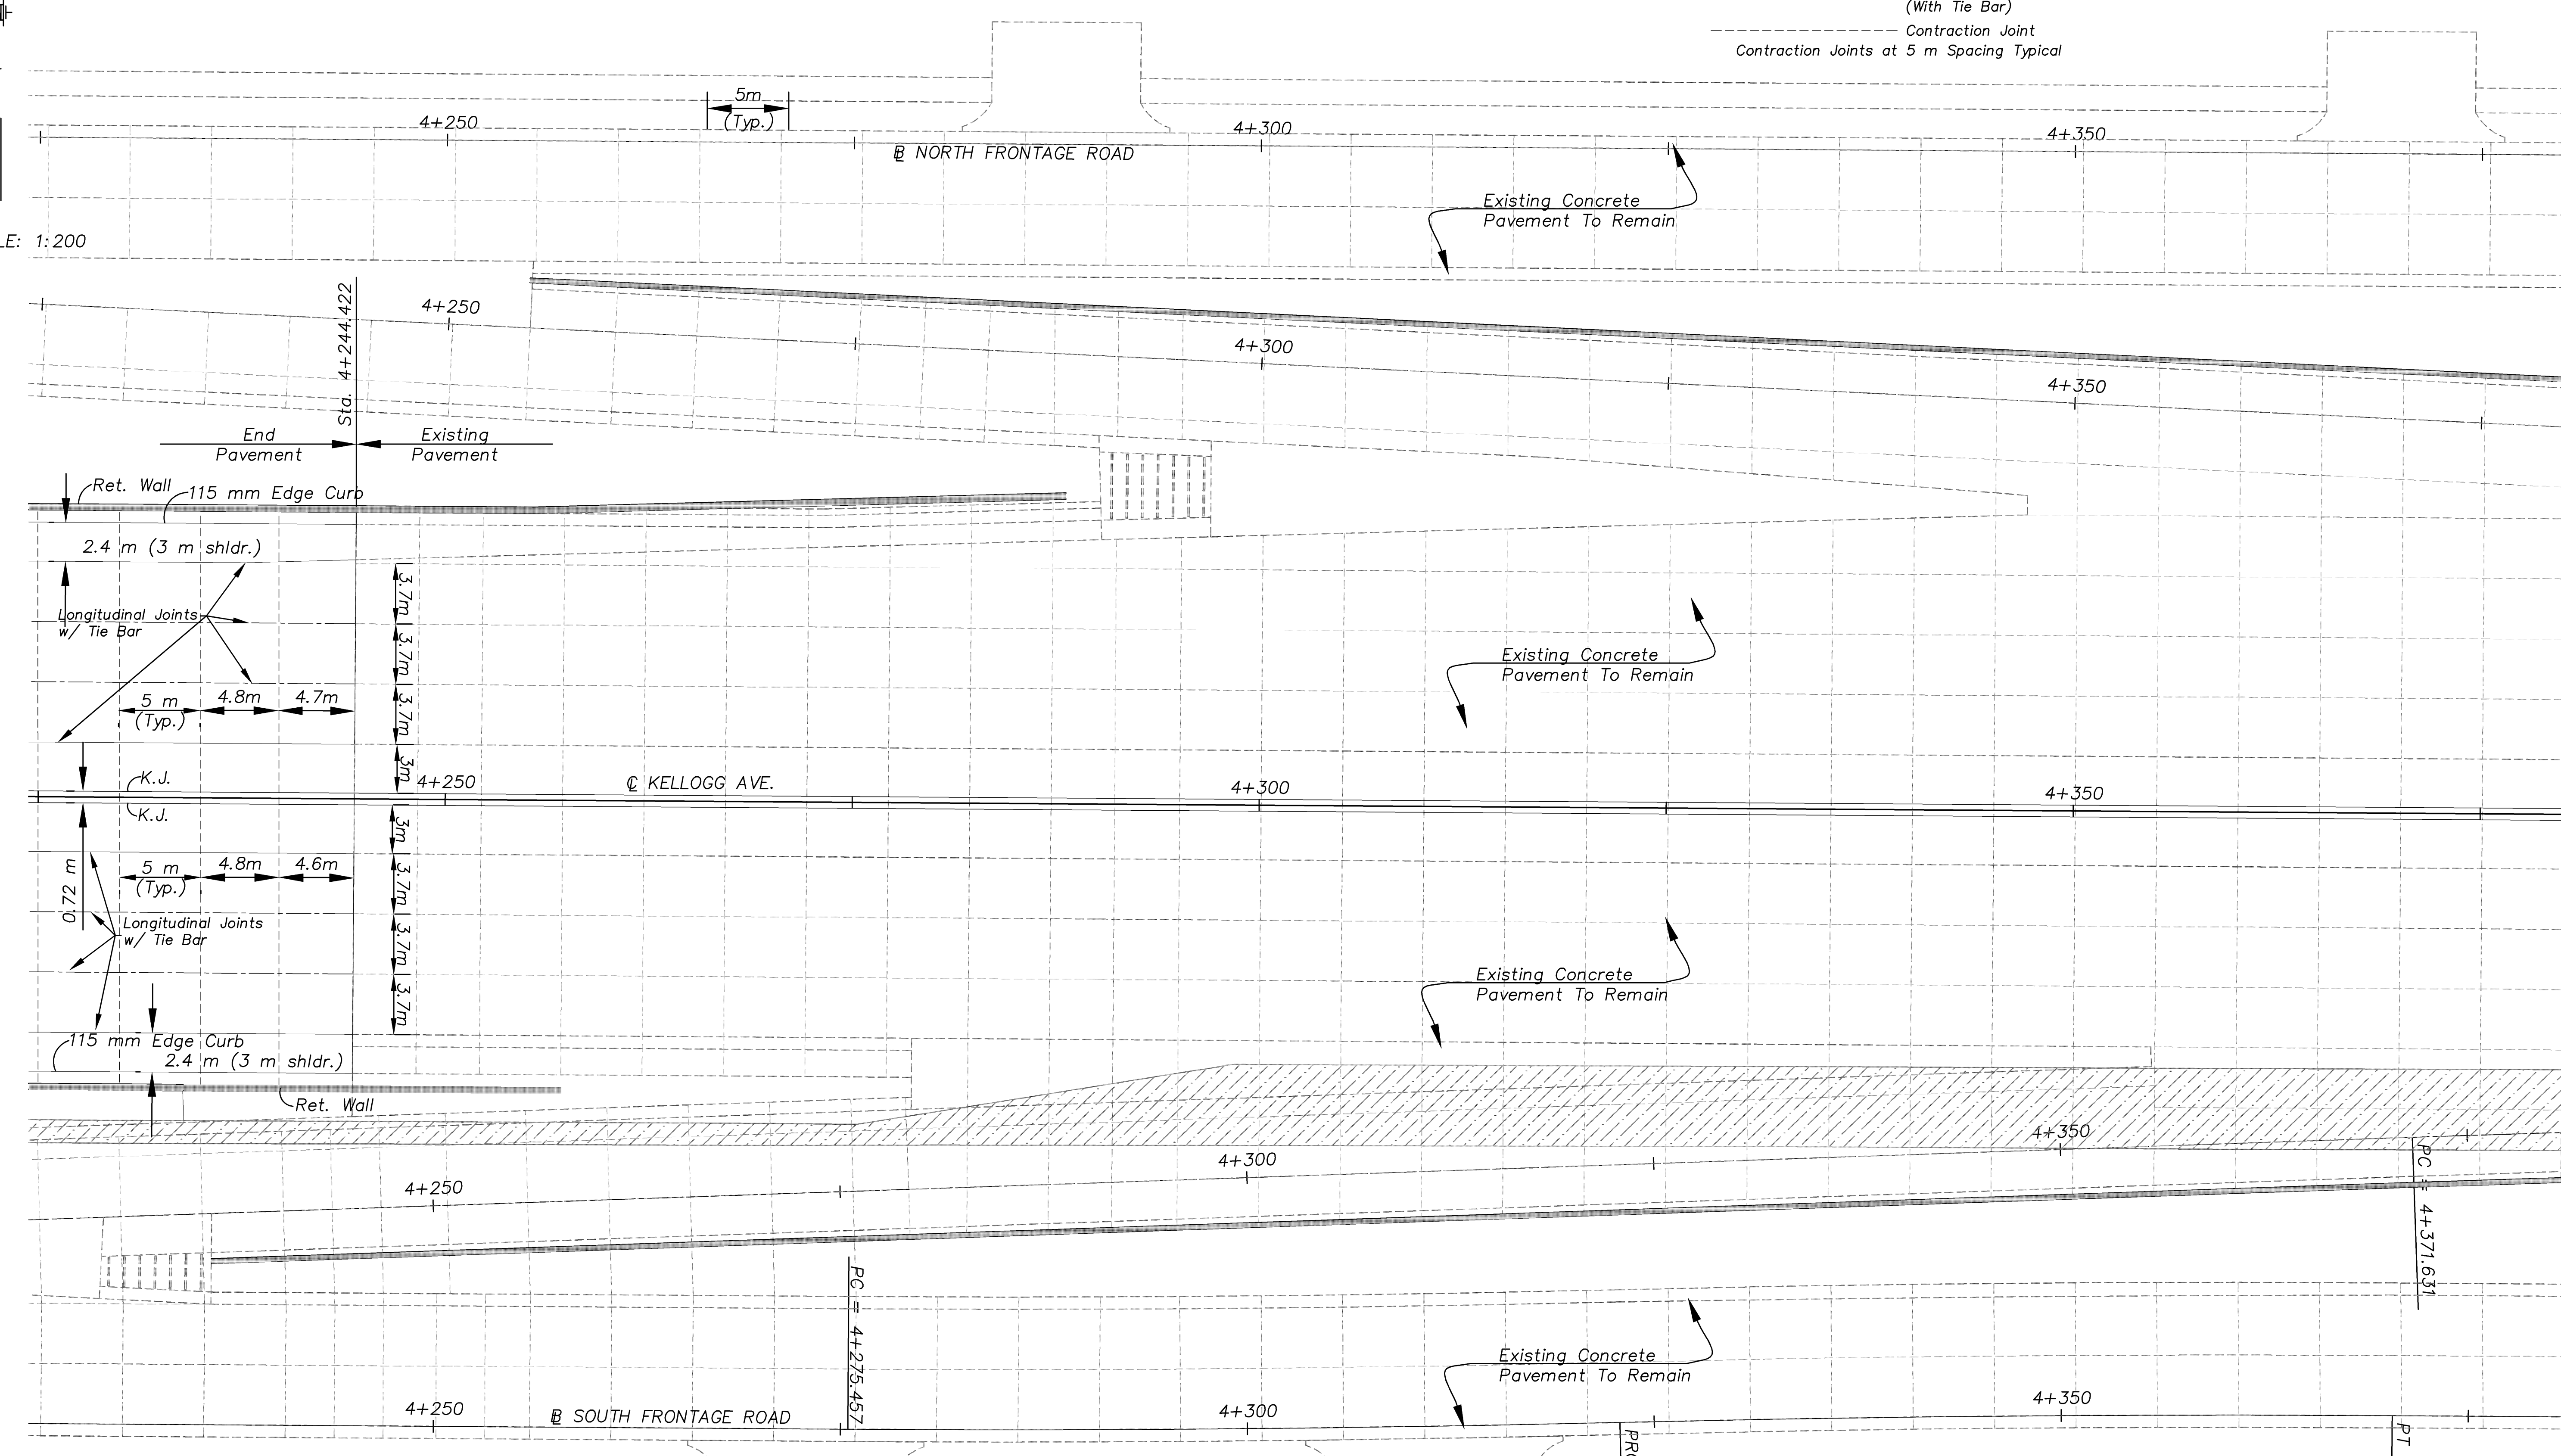 (With Tie Bar)
Contraction Joint
Contraction Joints at 5 m Spacing Typical
5m
(Typ.)
4+250
4+300
4+350
NORTH FRONTAGE ROAD
Existing Concrete
Pavement To Remain
1:200
Sta. 4+244.422
4+250
4+300
4+350
End
Pavement
Existing
Pavement
Ret. Wall
115 mm Edge Curb
2.4 m (3 m shldr.)
3.7m
Longitudinal Joints
w/ Tie Bar
3.7m
Existing Concrete
Pavement To Remain
3.7m
5 m
(Typ.)
4.8m
4.7m
3m
K.J.
4+250
℄ KELLOGG AVE.
4+300
4+350
K.J.
3m
0.72 m
5 m
(Typ.)
4.8m
4.6m
3.7m
Longitudinal Joints
w/ Tie Bar
3.7m
Existing Concrete
Pavement To Remain
3.7m
115 mm Edge Curb
2.4 m (3 m shldr.)
Ret. Wall
4+250
4+300
4+350
PC = 4+371.631
PC = 4+275.457
Existing Concrete
Pavement To Remain
4+250
SOUTH FRONTAGE ROAD
4+300
4+350
PT